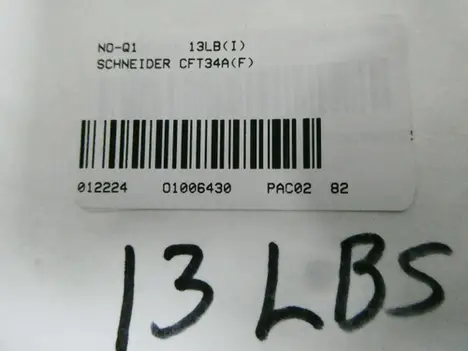 NO-Q1 13LB(I)
SCHNEIDER CFT34A(F)
012224 01006430 PAC02 82
13 LBS